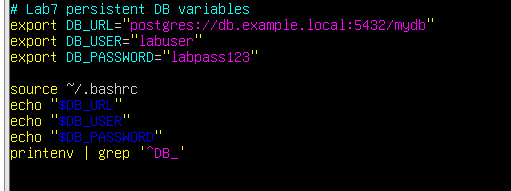 # Lab7 persistent DB variables
export DB_URL="postgres://db.example.local:5432/mydb"
export DB_USER="labuser"
export DB_PASSWORD="labpass123"
source ~/.bashrc
echo "$DB_URL"
echo "$DB_USER"
echo "$DB_PASSWORD"
printenv | grep '^DB_'